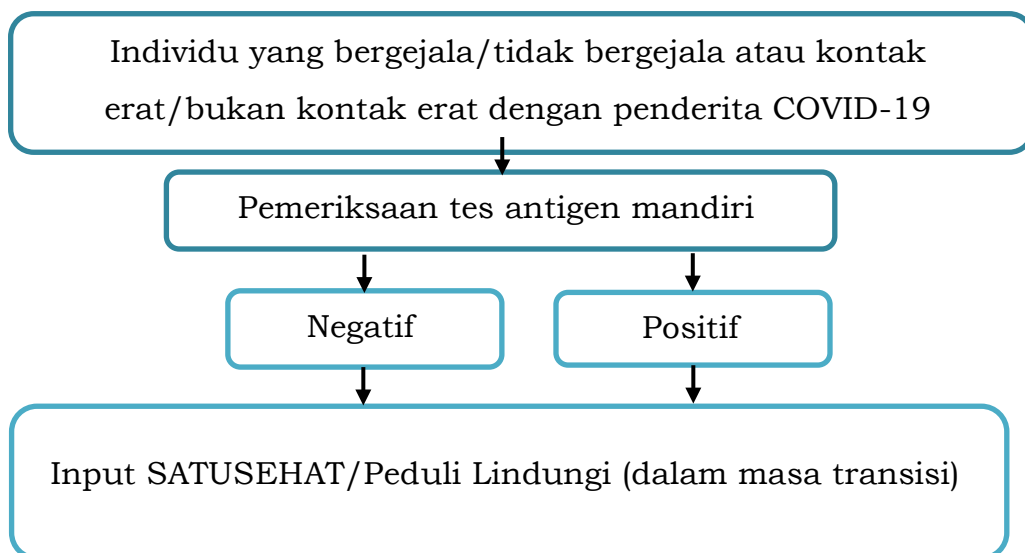 Individu yang bergejala/tidak bergejala atau kontak
erat/bukan kontak erat dengan penderita COVID-19
Pemeriksaan tes antigen mandiri
Negatif
Positif
Input SATUSEHAT/Peduli Lindungi (dalam masa transisi)